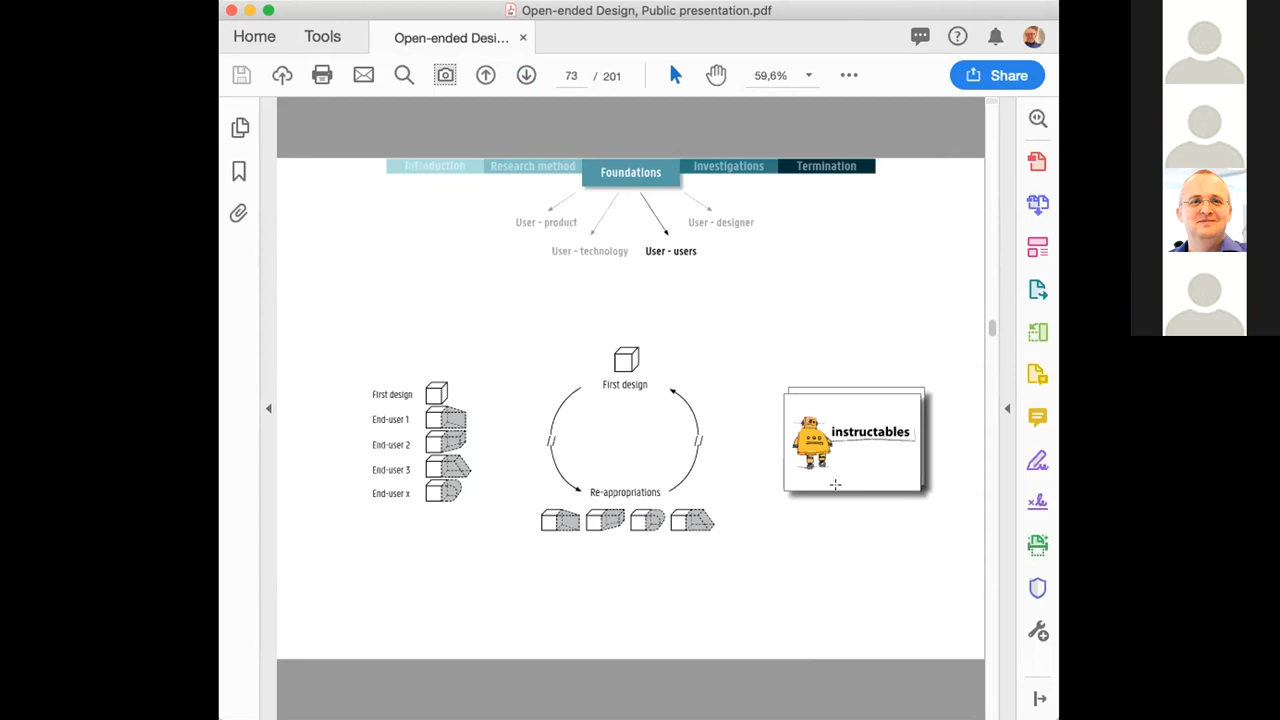 Open-ended Design, Public presentation.pdf
Home Tools Open-ended Desi... ×
73 / 201 59,6% Share
Introduction Research method Foundations Investigations Termination
User - product User - designer
User - technology User - users
First design
First design
End-user 1
End-user 2
End-user 3
End-user x
Re-appropriations
instructables